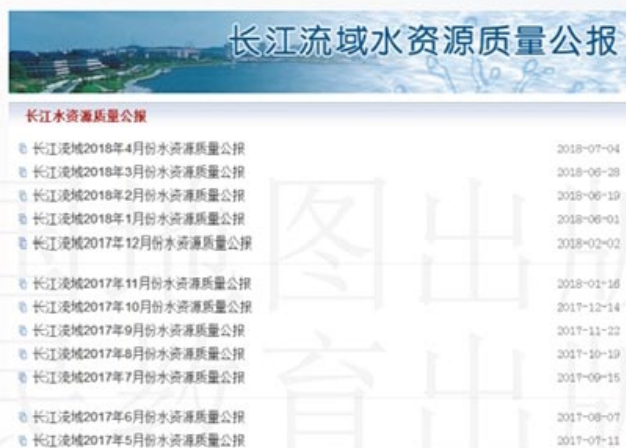 长江流域水资源质量公报
长江水资源质量公报
长江流域2018年4月份水资源质量公报 2018-07-04
长江流域2018年3月份水资源质量公报 2018-06-28
长江流域2018年2月份水资源质量公报 2018-06-19
长江流域2018年1月份水资源质量公报 2018-06-01
长江流域2017年12月份水资源质量公报 2018-02-02
长江流域2017年11月份水资源质量公报 2018-01-16
长江流域2017年10月份水资源质量公报 2017-12-14
长江流域2017年9月份水资源质量公报 2017-11-22
长江流域2017年8月份水资源质量公报 2017-10-19
长江流域2017年7月份水资源质量公报 2017-09-15
长江流域2017年6月份水资源质量公报 2017-08-07
长江流域2017年5月份水资源质量公报 2017-07-11
图出
育出